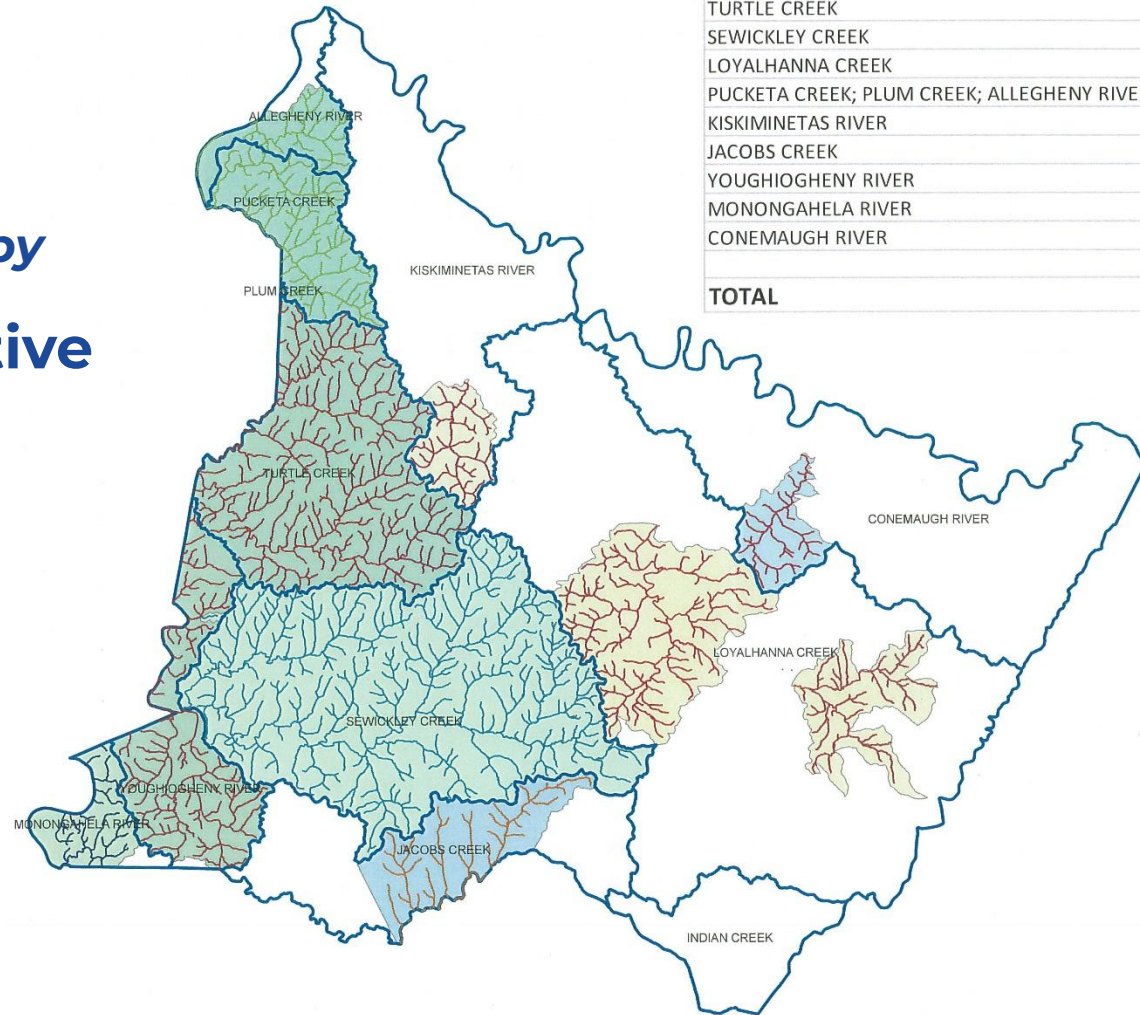 by
tive
TURTLE CREEK
SEWICKLEY CREEK
LOYALHANNA CREEK
PUCKETA CREEK; PLUM CREEK; ALLEGHENY RIVE
KISKIMINETAS RIVER
JACOBS CREEK
YOUGHIOGHENY RIVER
MONONGAHELA RIVER
CONEMAUGH RIVER
TOTAL
ALLEGHENY RIVER
PUCKETA CREEK
KISKIMINETAS RIVER
PLUM CREEK
TURTLE CREEK
CONEMAUGH RIVER
LOYALHANNA CREEK
SEWICKLEY CREEK
YOUGHIOGHENY RIVER
MONONGAHELA RIVER
JACOBS CREEK
INDIAN CREEK